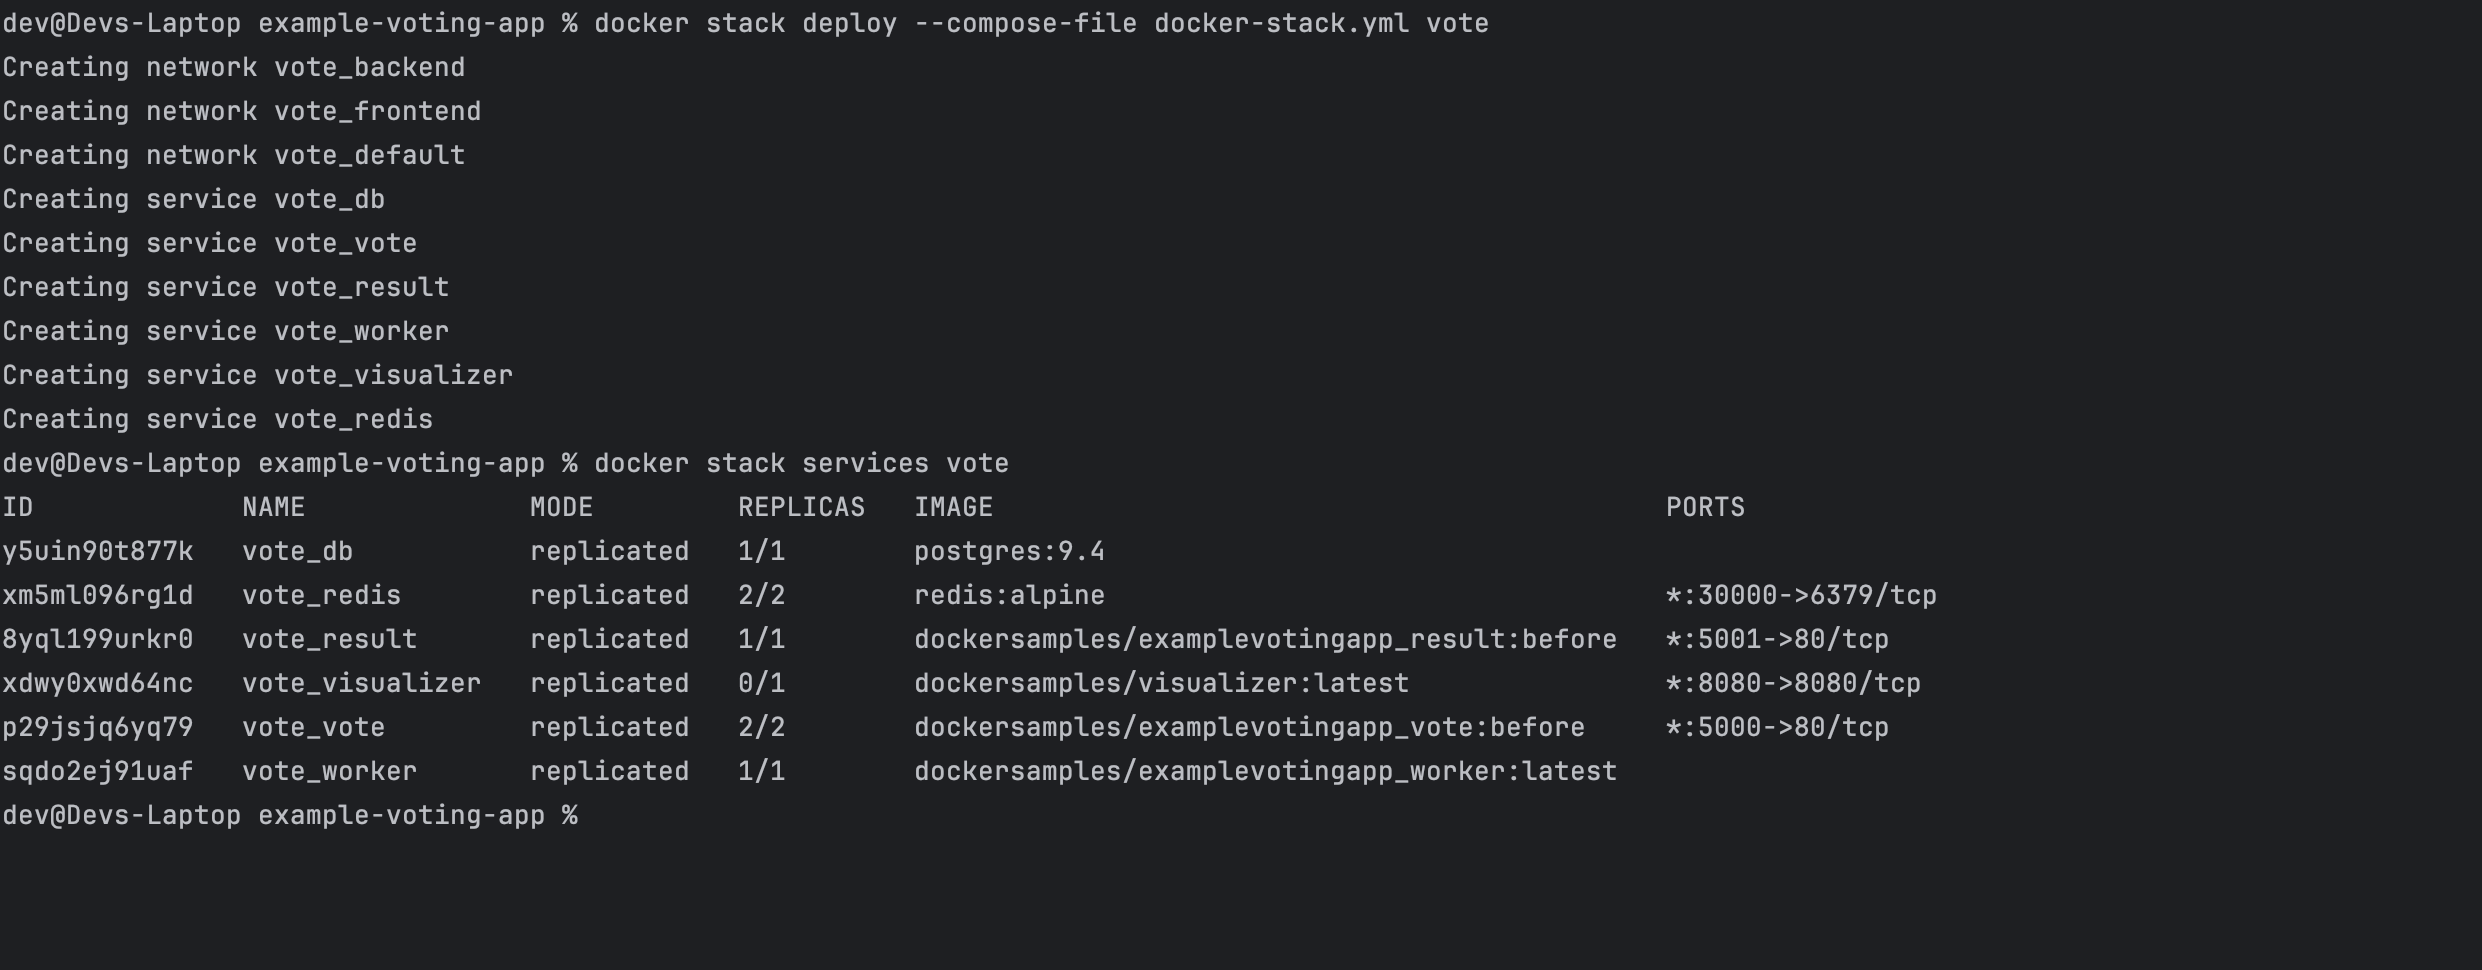 dev@Devs-Laptop example-voting-app % docker stack deploy --compose-file docker-stack.yml vote
Creating network vote_backend
Creating network vote_frontend
Creating network vote_default
Creating service vote_db
Creating service vote_vote
Creating service vote_result
Creating service vote_worker
Creating service vote_visualizer
Creating service vote_redis
dev@Devs-Laptop example-voting-app % docker stack services vote
ID             NAME              MODE         REPLICAS   IMAGE                                          PORTS
y5uin90t877k   vote_db           replicated   1/1        postgres:9.4
xm5ml096rg1d   vote_redis        replicated   2/2        redis:alpine                                   *:30000->6379/tcp
8yql199urkr0   vote_result       replicated   1/1        dockersamples/examplevotingapp_result:before   *:5001->80/tcp
xdwy0xwd64nc   vote_visualizer   replicated   0/1        dockersamples/visualizer:latest                *:8080->8080/tcp
p29jsjq6yq79   vote_vote         replicated   2/2        dockersamples/examplevotingapp_vote:before     *:5000->80/tcp
sqdo2ej91uaf   vote_worker       replicated   1/1        dockersamples/examplevotingapp_worker:latest
dev@Devs-Laptop example-voting-app %